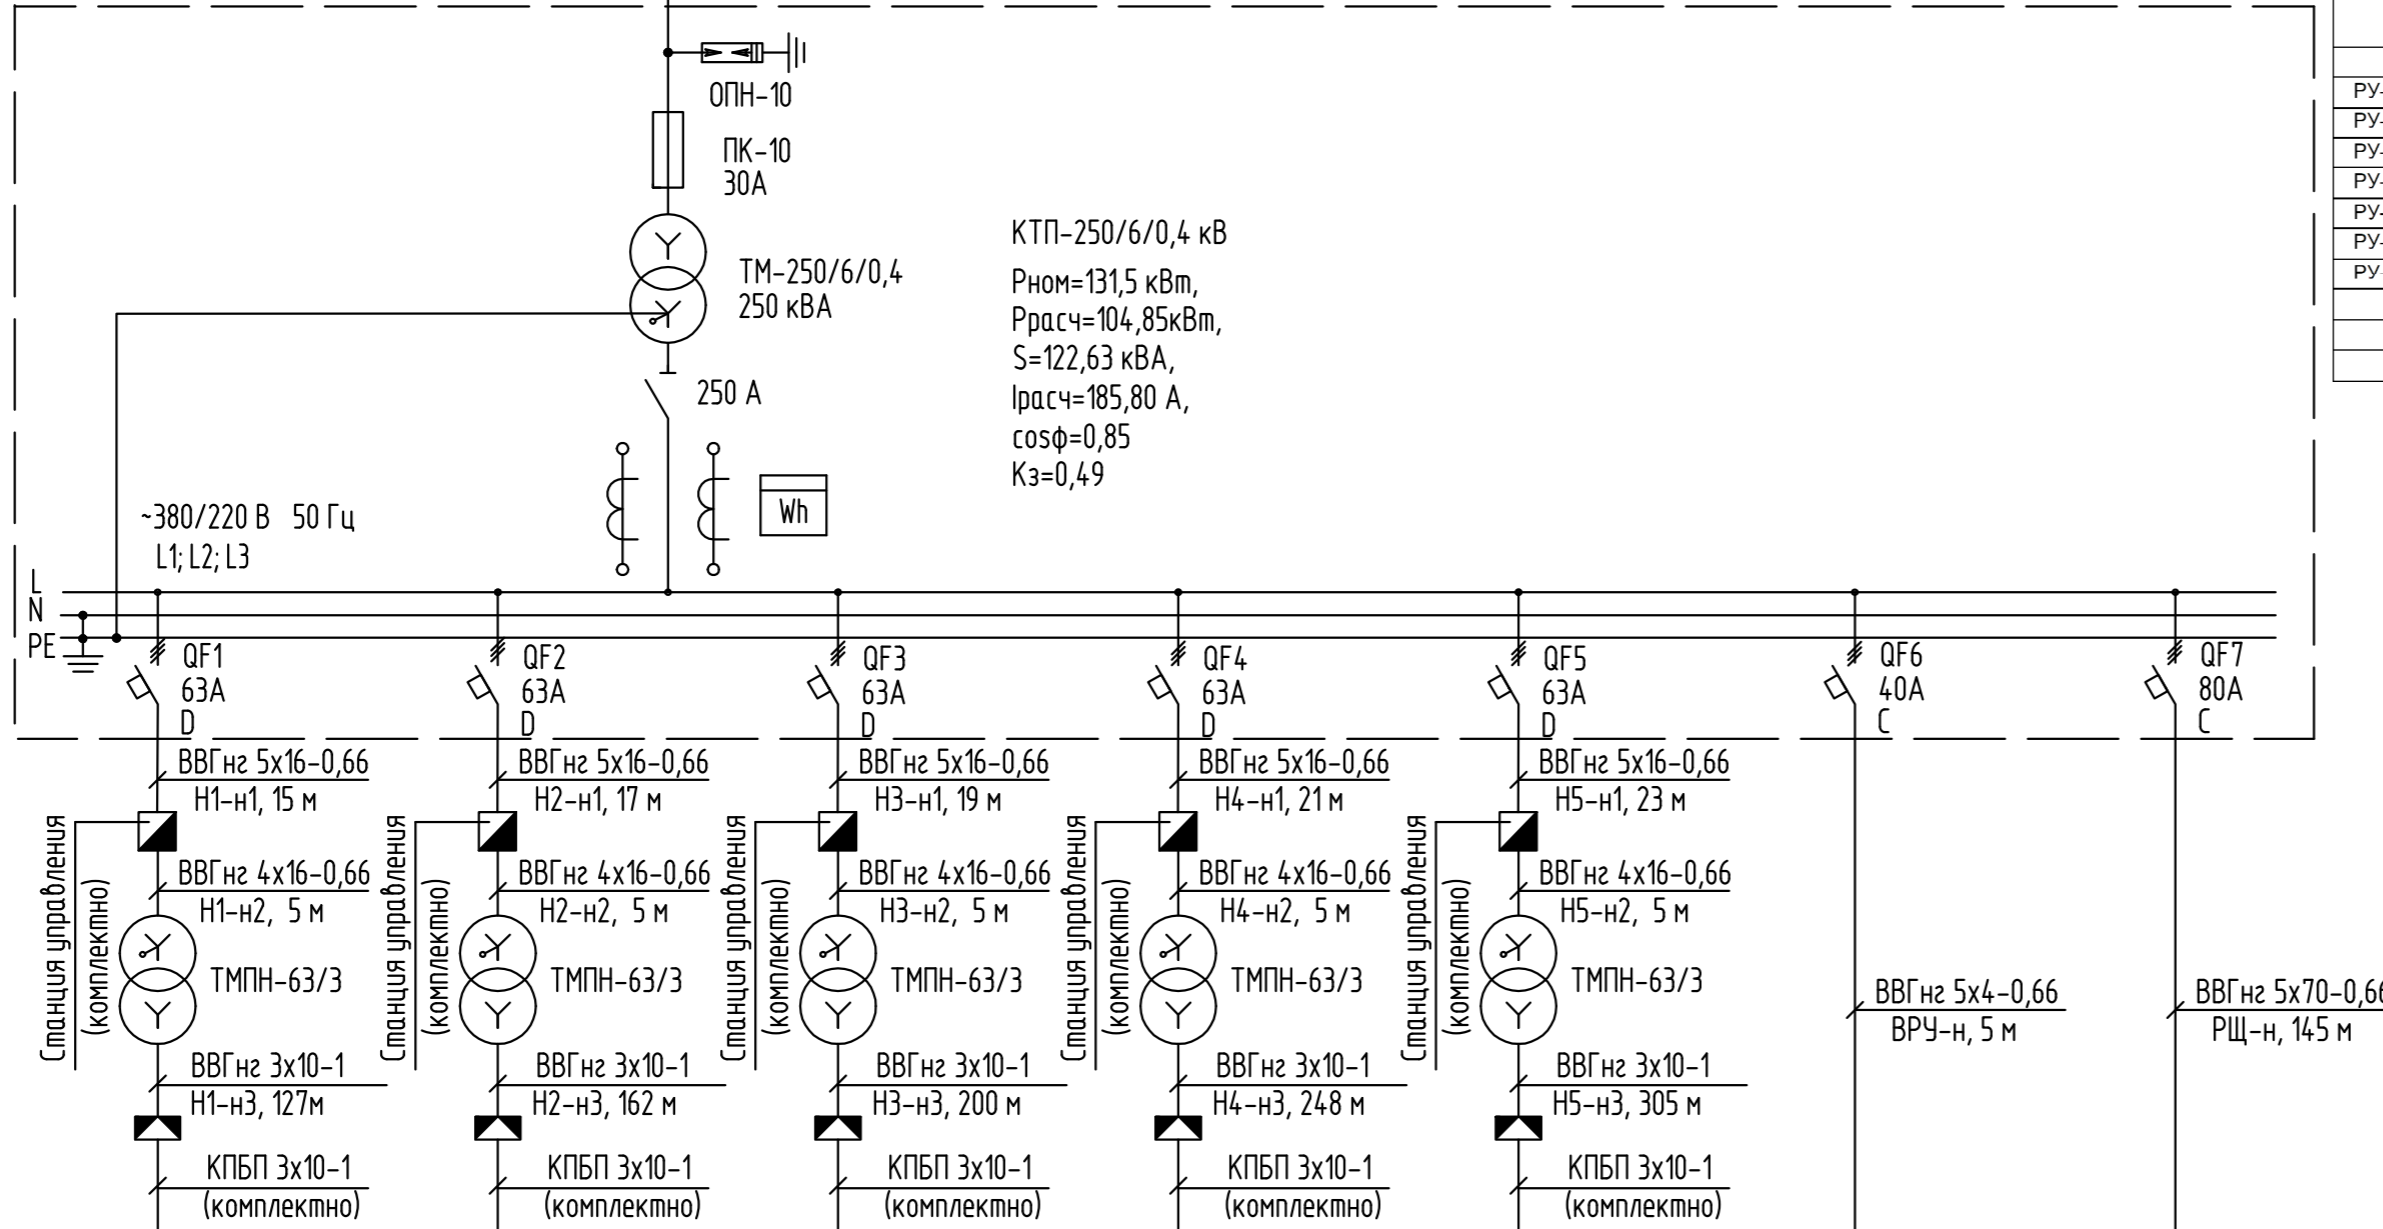 ОПН-10
ПК-10
30А
ТМ-250/6/0,4
250 кВА
250 А
Wh
КТП-250/6/0,4 кВ
Рном=131,5 кВт,
Ррасч=104,85кВт,
S=122,63 кВА,
Iрасч=185,80 А,
cosφ=0,85
Кз=0,49
~380/220 В 50 Гц
L1; L2; L3
L
N
PE
QF1
63А
D
QF2
63А
D
QF3
63А
D
QF4
63А
D
QF5
63А
D
QF6
40А
C
QF7
80А
C
ВВГнг 5х16-0,66
Н1-н1, 15 м
ВВГнг 5х16-0,66
Н2-н1, 17 м
ВВГнг 5х16-0,66
Н3-н1, 19 м
ВВГнг 5х16-0,66
Н4-н1, 21 м
ВВГнг 5х16-0,66
Н5-н1, 23 м
Станция управления
(комплектно)
Станция управления
(комплектно)
Станция управления
(комплектно)
Станция управления
(комплектно)
Станция управления
(комплектно)
ВВГнг 4х16-0,66
Н1-н2, 5 м
ВВГнг 4х16-0,66
Н2-н2, 5 м
ВВГнг 4х16-0,66
Н3-н2, 5 м
ВВГнг 4х16-0,66
Н4-н2, 5 м
ВВГнг 4х16-0,66
Н5-н2, 5 м
ТМПН-63/3
ТМПН-63/3
ТМПН-63/3
ТМПН-63/3
ТМПН-63/3
ВВГнг 5х4-0,66
ВРУ-н, 5 м
ВВГнг 5х70-0,66
РЩ-н, 145 м
ВВГнг 3х10-1
Н1-н3, 127м
ВВГнг 3х10-1
Н2-н3, 162 м
ВВГнг 3х10-1
Н3-н3, 200 м
ВВГнг 3х10-1
Н4-н3, 248 м
ВВГнг 3х10-1
Н5-н3, 305 м
КПБП 3х10-1
(комплектно)
КПБП 3х10-1
(комплектно)
КПБП 3х10-1
(комплектно)
КПБП 3х10-1
(комплектно)
КПБП 3х10-1
(комплектно)
РУ-
РУ-
РУ-
РУ-
РУ-
РУ-
РУ-